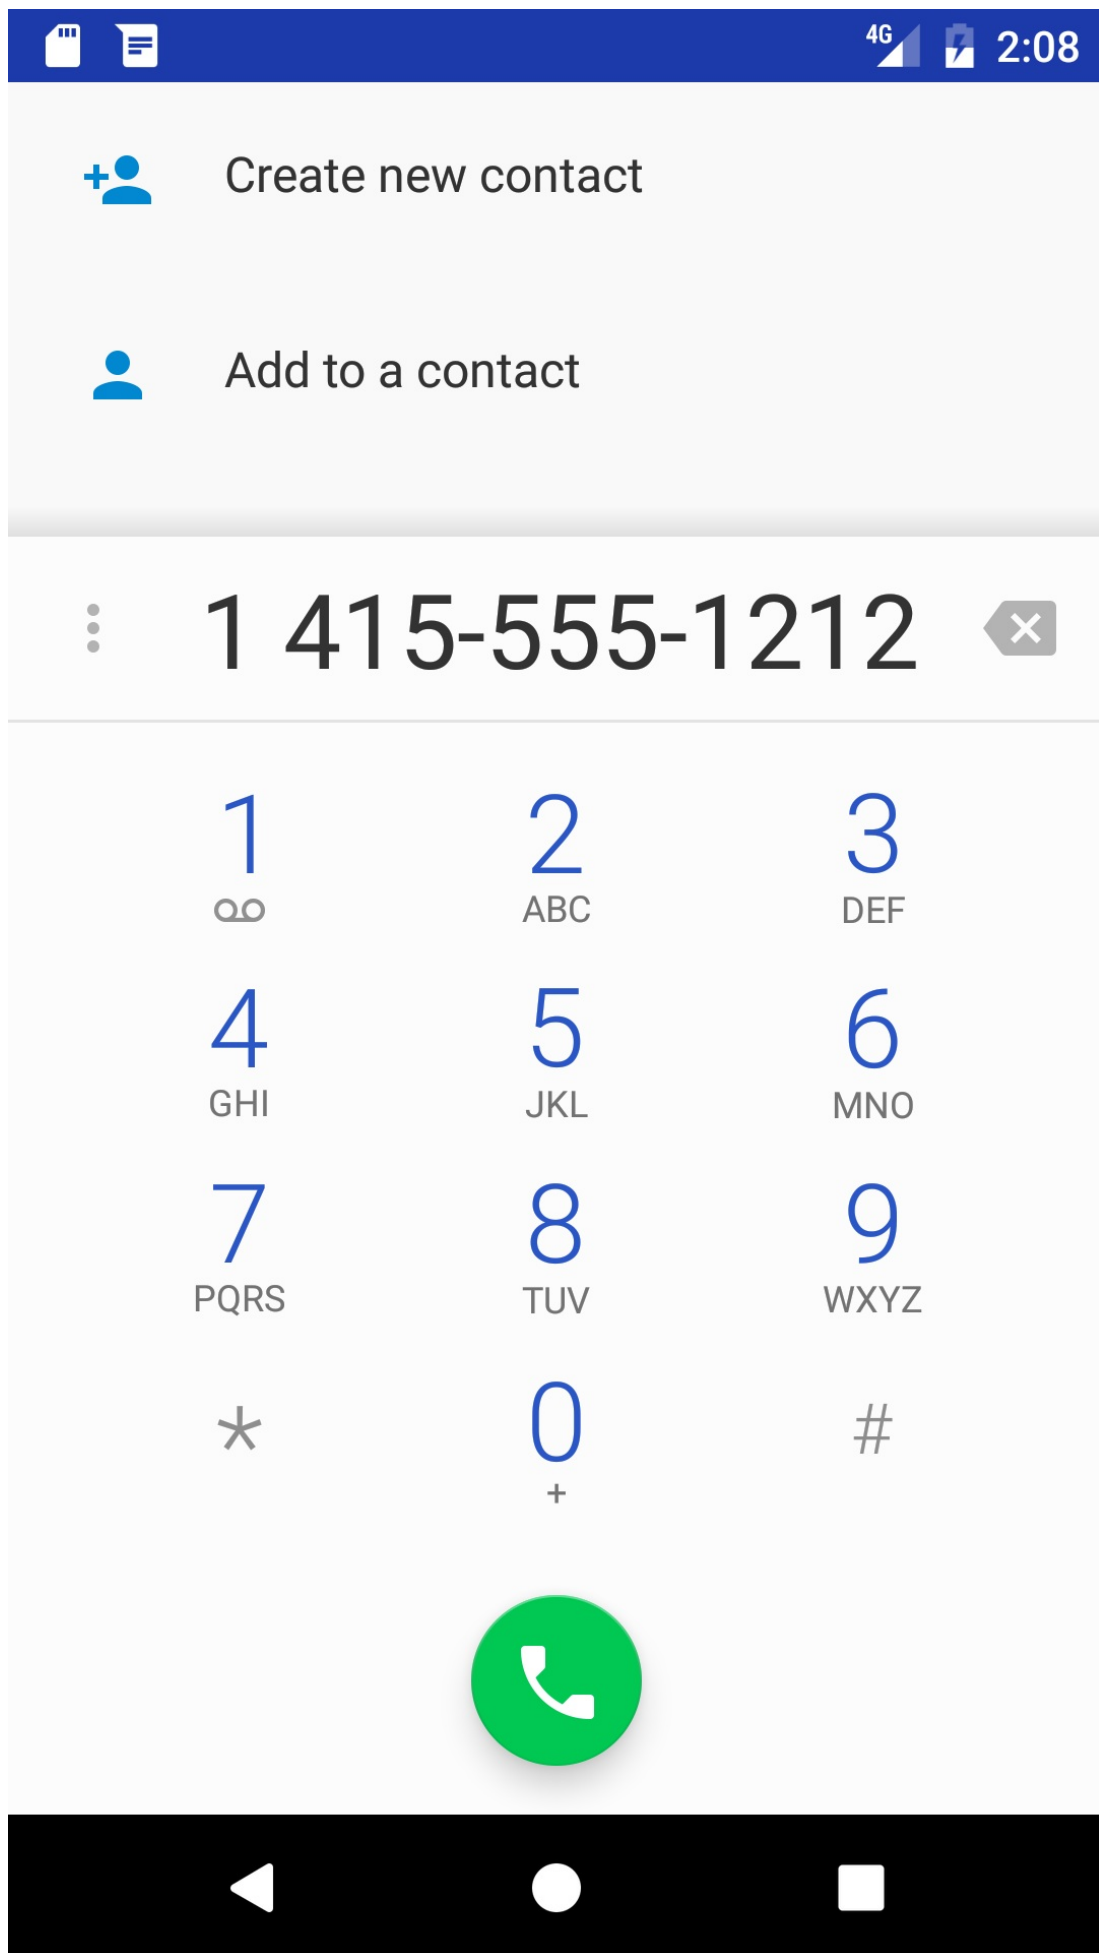 4G 2:08
Create new contact
Add to a contact
1 415-555-1212
1 2 3
ABC DEF
4 5 6
GHI JKL MNO
7 8 9
PQRS TUV WXYZ
* 0 #
+